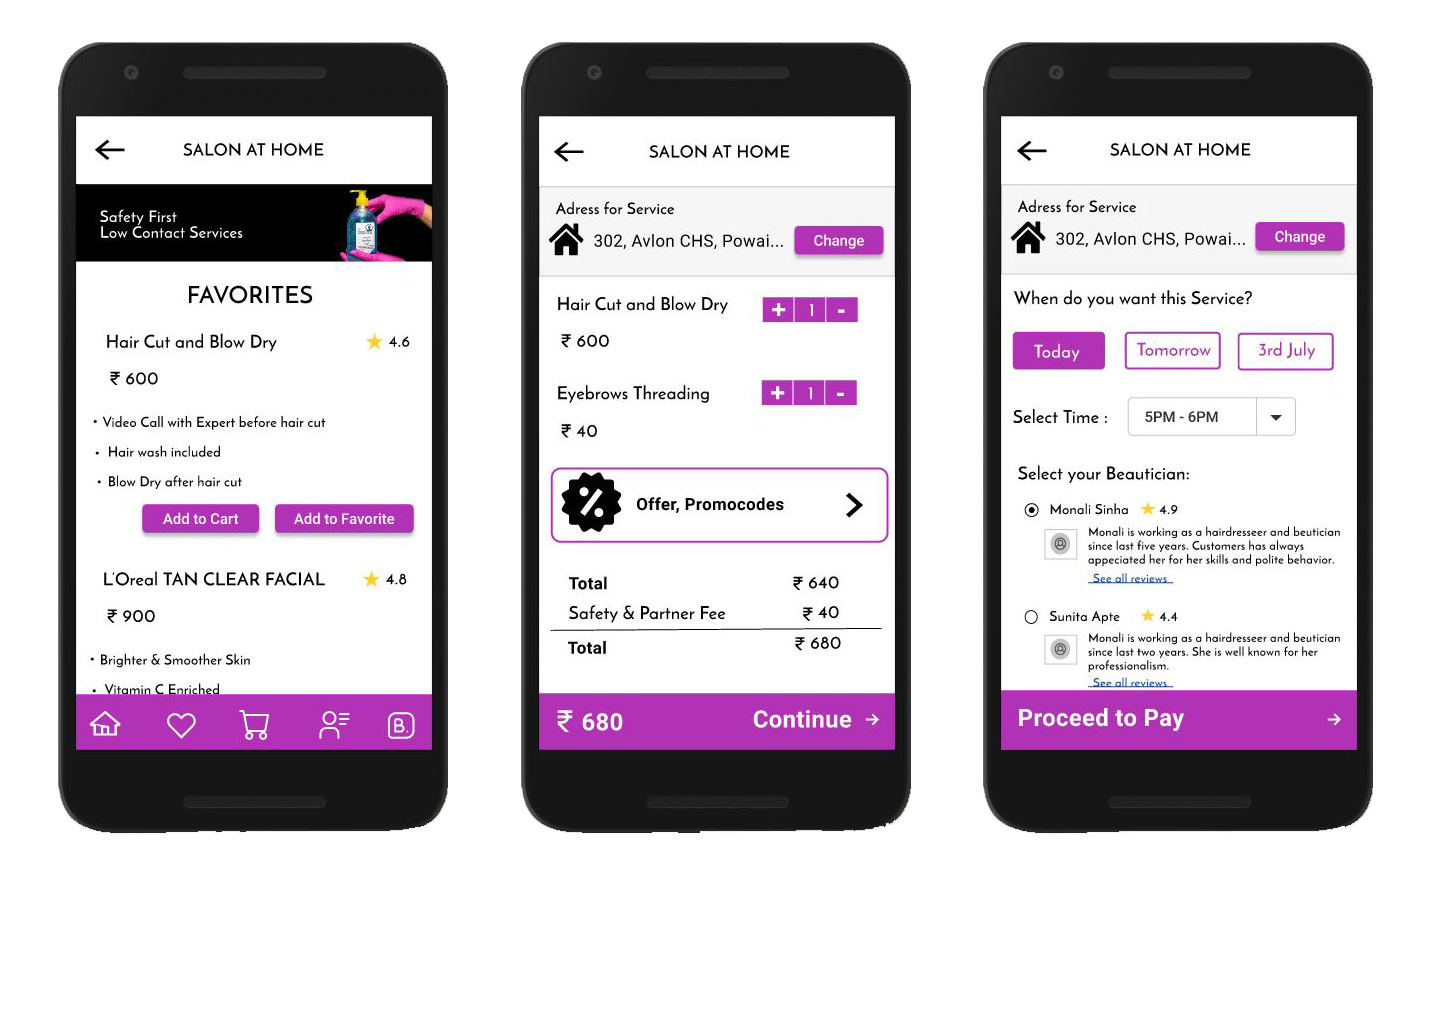 SALON AT HOME
Safety First
Low Contact Services
FAVORITES
Hair Cut and Blow Dry ★ 4.6
₹ 600
• Video Call with Expert before hair cut
• Hair wash included
• Blow Dry after hair cut
Add to Cart Add to Favorite
L'Oreal TAN CLEAR FACIAL ★ 4.8
₹ 900
• Brighter & Smoother Skin
• Vitamin C Enriched
B.
SALON AT HOME
Adress for Service
302, Avlon CHS, Powai... Change
Hair Cut and Blow Dry + 1 -
₹ 600
Eyebrows Threading + 1 -
₹ 40
% Offer, Promocodes
Total ₹ 640
Safety & Partner Fee ₹ 40
Total ₹ 680
₹ 680 Continue →
SALON AT HOME
Adress for Service
302, Avlon CHS, Powai... Change
When do you want this Service?
Today Tomorrow 3rd July
Select Time : 5PM - 6PM
Select your Beautician:
Monali Sinha ★ 4.9
Monali is working as a hairdresseer and beutician
since last five years. Customers has always
appeciated her for her skills and polite behavior.
See all reviews
Sunita Apte ★ 4.4
Monali is working as a hairdresseer and beutician
since last two years. She is well known for her
professionalism.
See all reviews
Proceed to Pay →